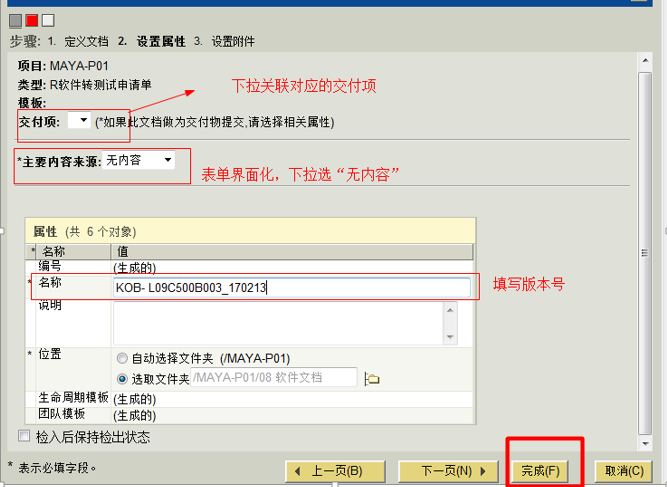 步骤: 1. 定义文档 2. 设置属性 3. 设置附件
项目: MAYA-P01
类型: R软件转测试申请单
下拉关联对应的交付项
模板:
交付项: (*如果此文档做为交付物提交,请选择相关属性)
*主要内容来源: 无内容
表单界面化，下拉选“无内容”
属性 (共 6 个对象)
* 名称 值
编号 (生成的)
* 名称 KOB- L09C500B003_170213
填写版本号
说明
* 位置 自动选择文件夹 (/MAYA-P01)
选取文件夹 /MAYA-P01/08 软件文档
生命周期模板 (生成的)
团队模板 (生成的)
检入后保持检出状态
* 表示必填字段。
上一页(B) 下一页(N) 完成(F) 取消(C)